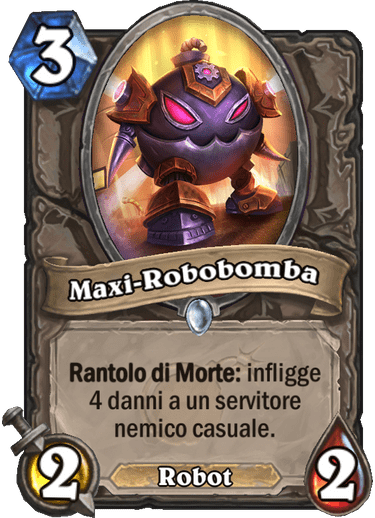 3
Maxi-Robobomba
Rantolo di Morte: infligge
4 danni a un servitore
nemico casuale.
2
Robot
2